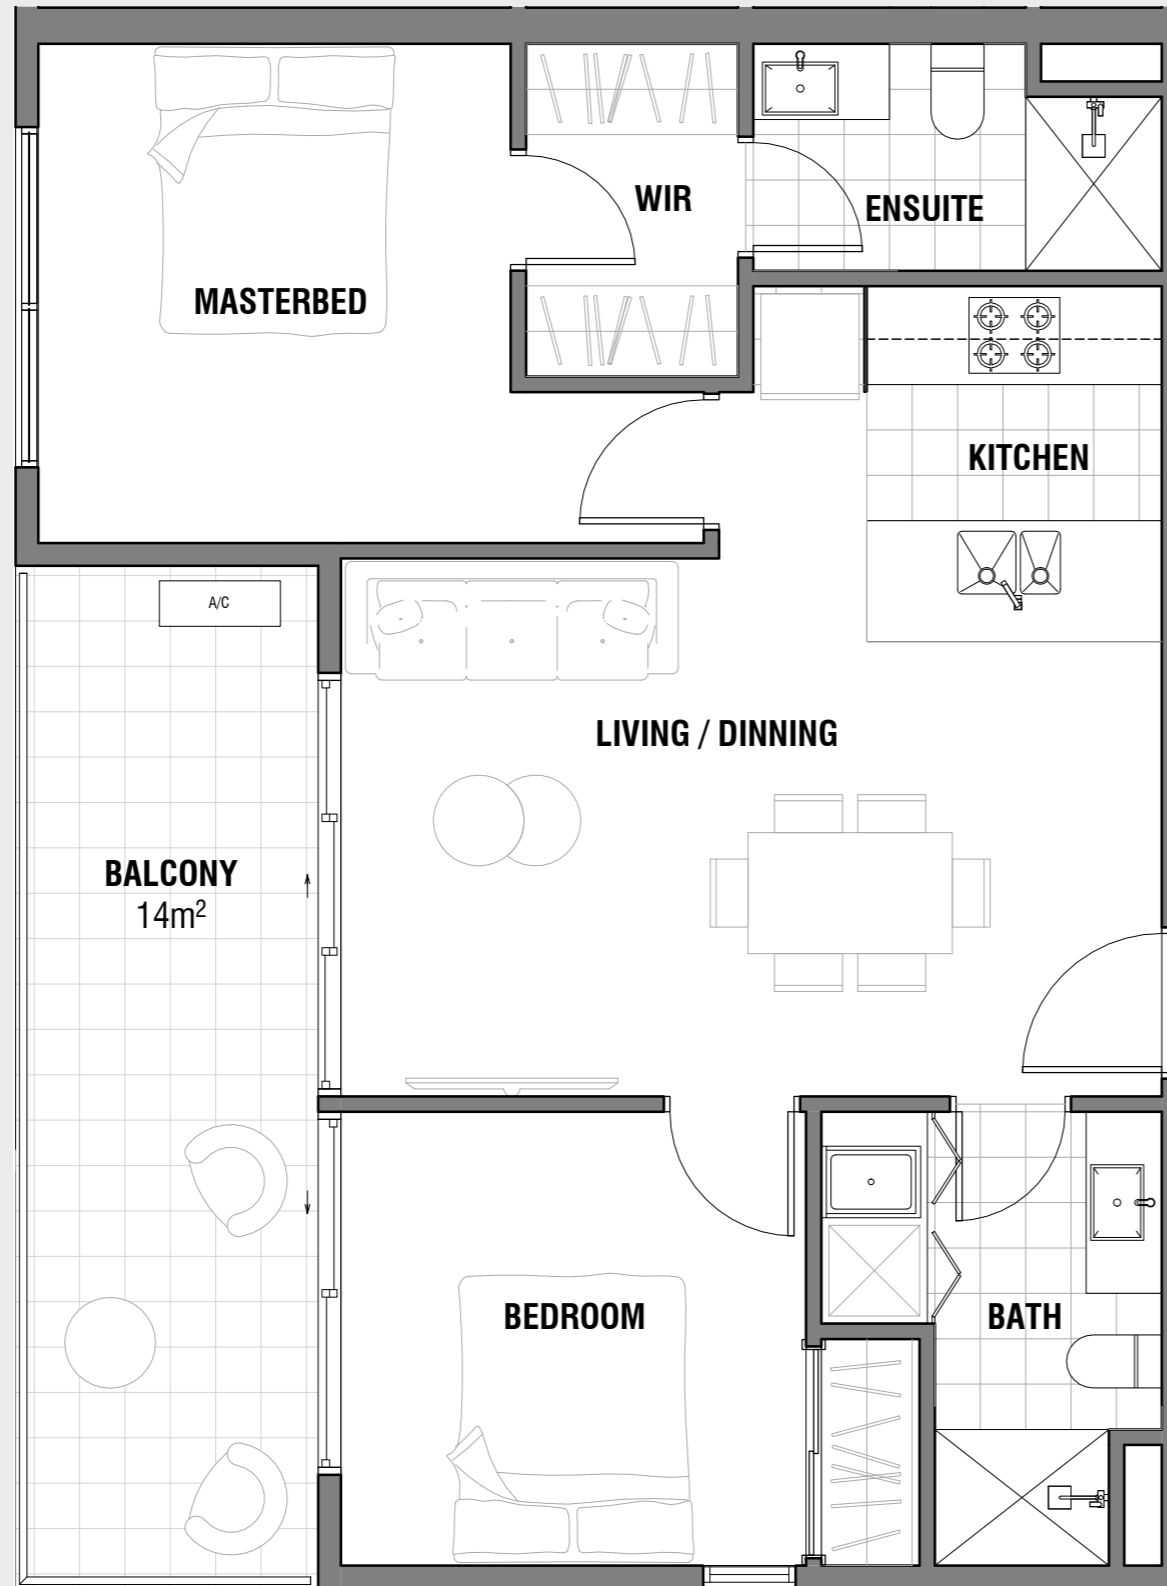 WIR
ENSUITE
MASTERBED
KITCHEN
A/C
LIVING / DINNING
BALCONY
14m²
BEDROOM
BATH